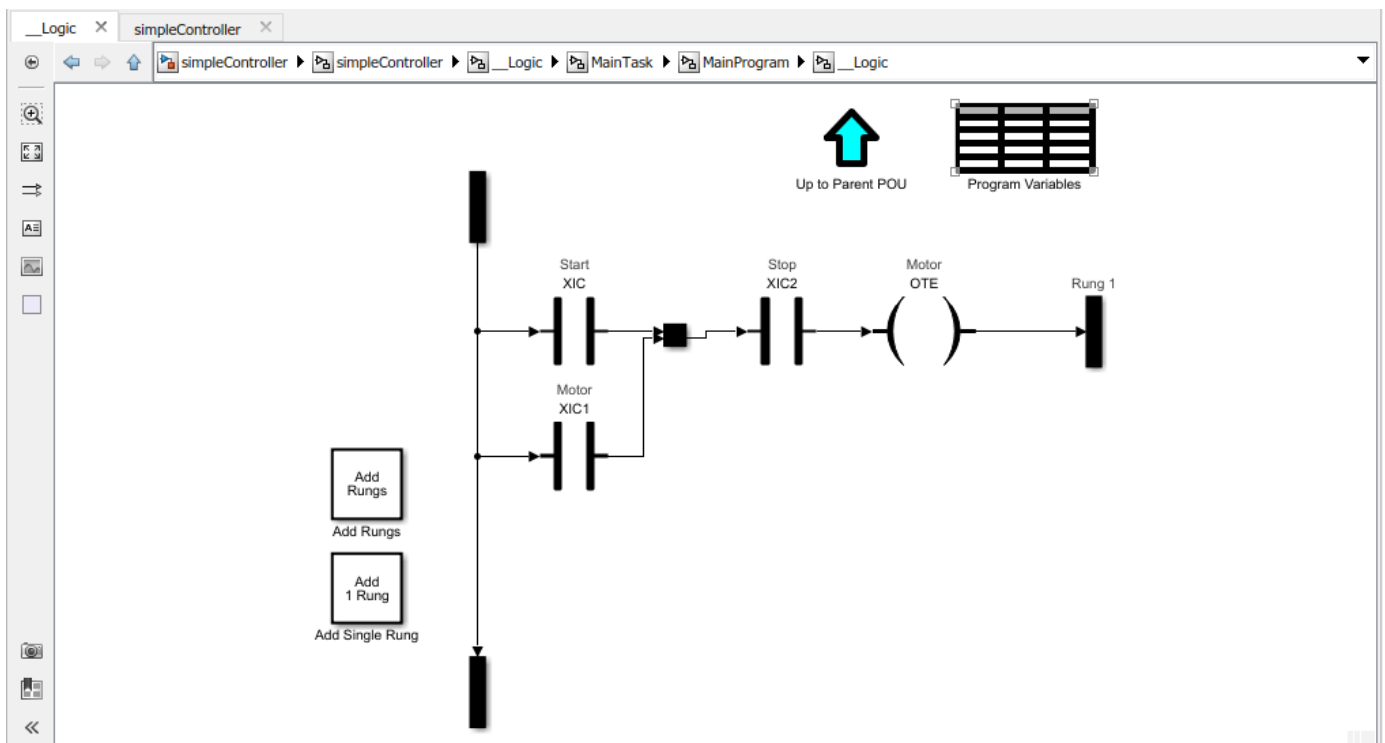 __Logic
simpleController
simpleController simpleController __Logic MainTask MainProgram __Logic
Up to Parent POU
Program Variables
Start
XIC
Stop
XIC2
Motor
OTE
Rung 1
Motor
XIC1
Add
Rungs
Add Rungs
Add
1 Rung
Add Single Rung